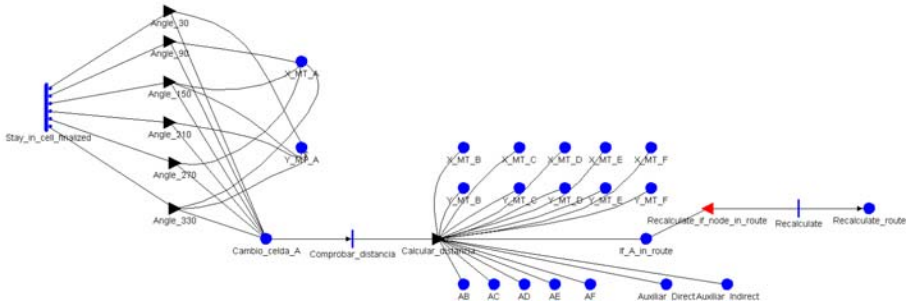 Angle_30
Angle_90
X_MT_A
Angle_150
Stay_in_cell_finalized
Angle_210
Y_MP_A
Angle_270
Angle_330
X_MT_B X_MT_C X_MT_D X_MT_E X_MT_F
Y_MT_B Y_MT_C Y_MT_D Y_MT_E Y_MT_F
Recalculate_if_node_in_route Recalculate Recalculate_route
Cambio_celda_A Comprobar_distancia Calcular_distancia If_A_in_route
AB AC AD AE AF Auxiliar_Direct Auxiliar_Indirect